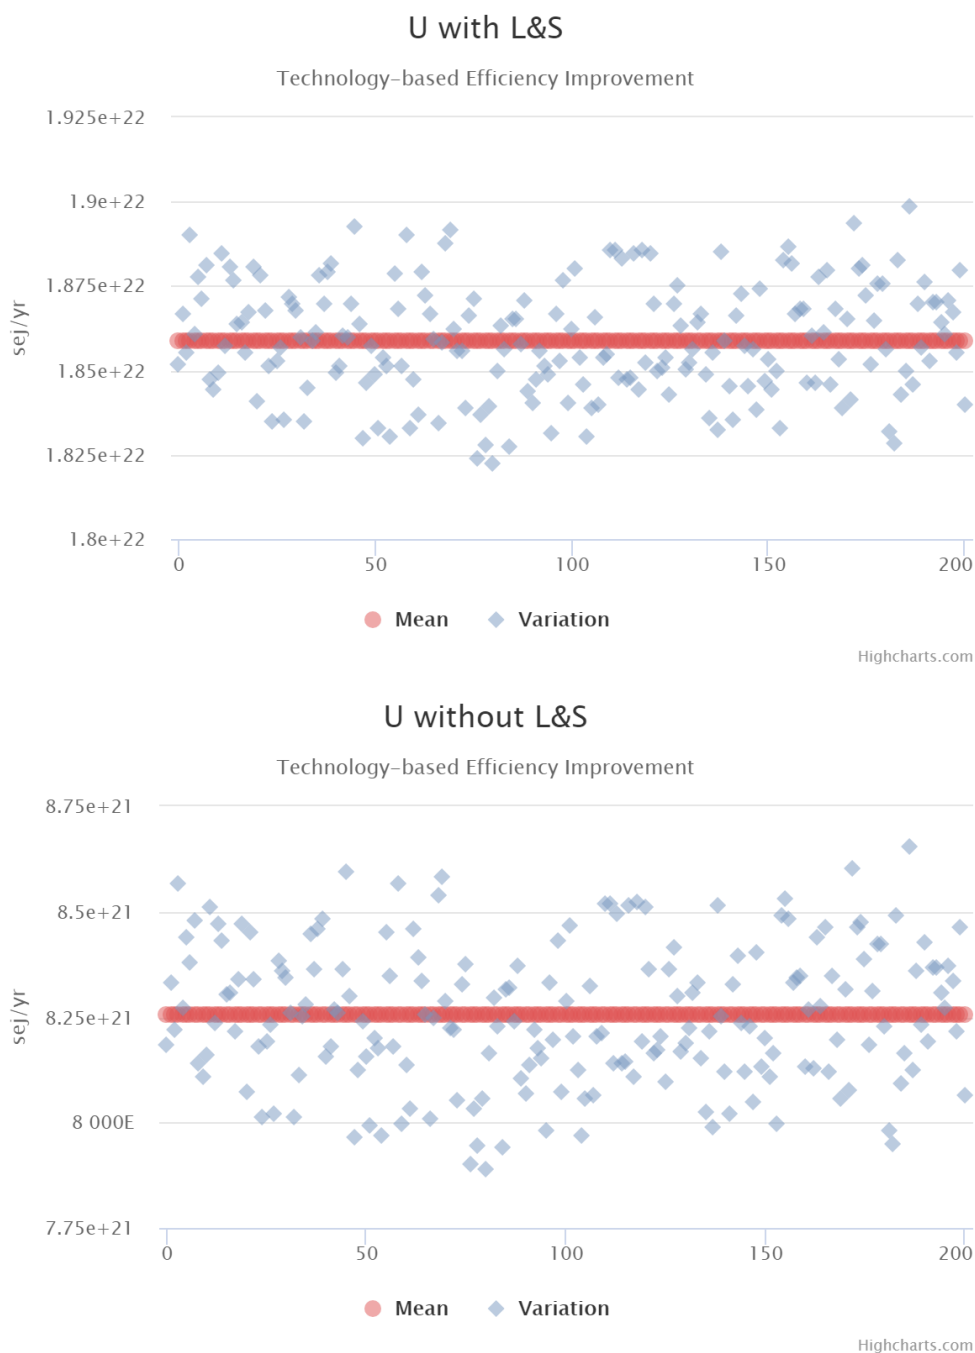 U with L&S
Technology-based Efficiency Improvement
1.925e+22
1.9e+22
1.875e+22
1.85e+22
1.825e+22
1.8e+22
sej/yr
0 50 100 150 200
Mean Variation
Highcharts.com
U without L&S
Technology-based Efficiency Improvement
8.75e+21
8.5e+21
8.25e+21
8 000E
7.75e+21
sej/yr
0 50 100 150 200
Mean Variation
Highcharts.com